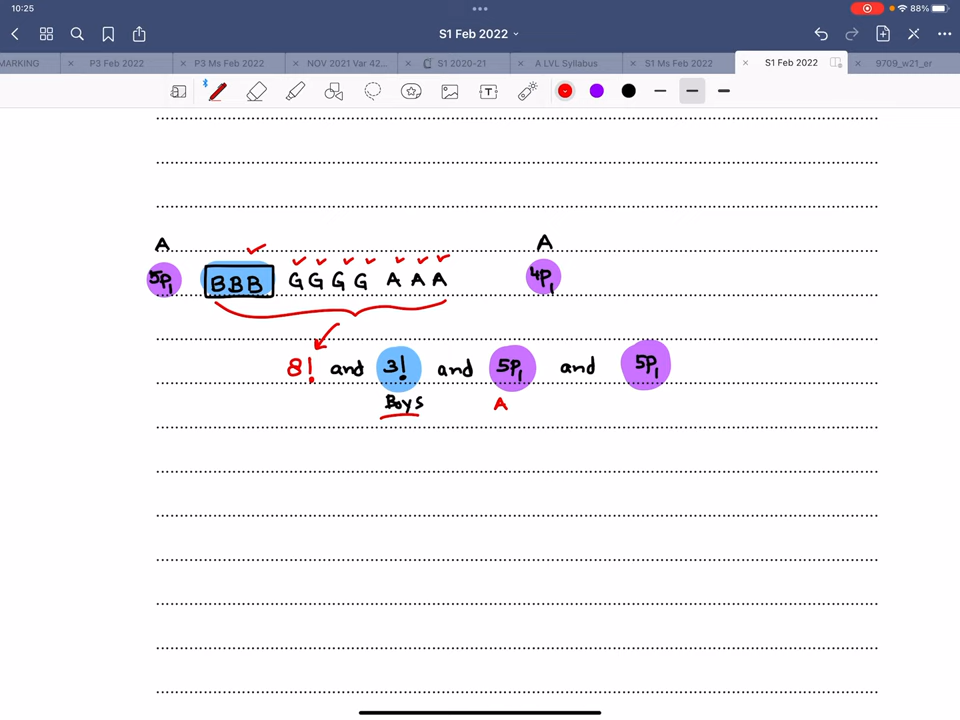 10:25
88%
S1 Feb 2022
MARKING
P3 Feb 2022
P3 Ms Feb 2022
NOV 2021 Var 42...
S1 2020-21
A LVL Syllabus
S1 Ms Feb 2022
S1 Feb 2022
9709_w21_er
T
A A
5P1 BBB G G G G A A A 4P1
8! and 3! and 5P1 and 5P1
Boys A